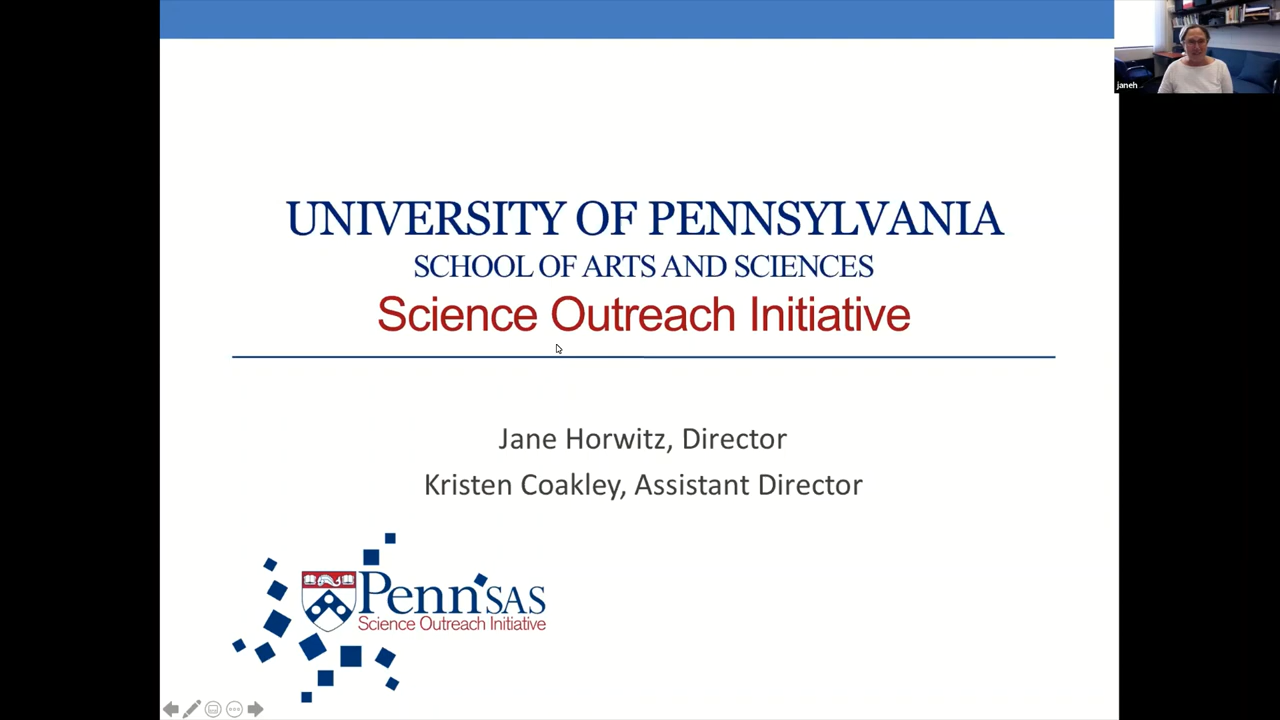 janeh
UNIVERSITY OF PENNSYLVANIA
SCHOOL OF ARTS AND SCIENCES
Science Outreach Initiative
Jane Horwitz, Director
Kristen Coakley, Assistant Director
Penn SAS
Science Outreach Initiative